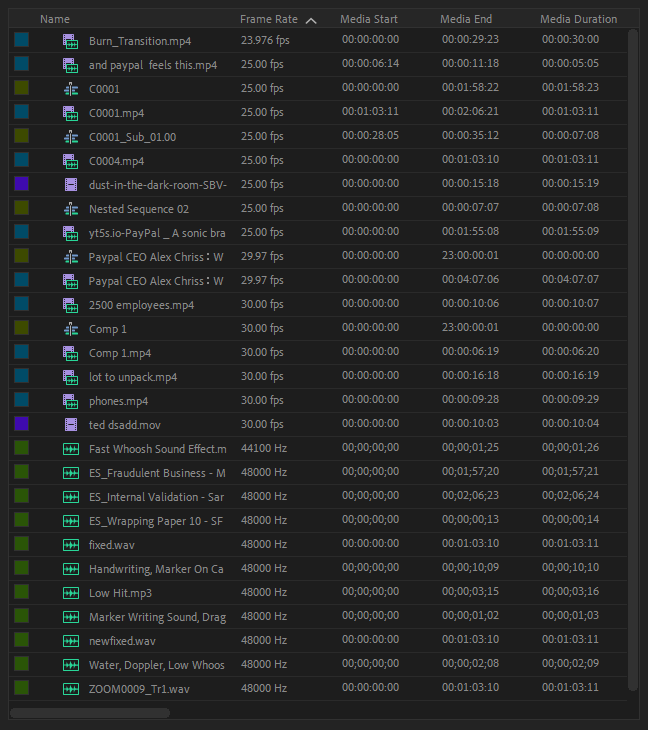 Name Frame Rate Media Start Media End Media Duration
Burn_Transition.mp4 23.976 fps 00:00:00:00 00:00:29:23 00:00:30:00
and paypal feels this.mp4 25.00 fps 00:00:06:14 00:00:11:18 00:00:05:05
C0001 25.00 fps 00:00:00:00 00:01:58:22 00:01:58:23
C0001.mp4 25.00 fps 00:01:03:11 00:02:06:21 00:01:03:11
C0001_Sub_01.00 25.00 fps 00:00:28:05 00:00:35:12 00:00:07:08
C0004.mp4 25.00 fps 00:00:00:00 00:01:03:10 00:01:03:11
dust-in-the-dark-room-SBV- 25.00 fps 00:00:00:00 00:00:15:18 00:00:15:19
Nested Sequence 02 25.00 fps 00:00:00:00 00:00:07:07 00:00:07:08
yt5s.io-PayPal _ A sonic bra 25.00 fps 00:00:00:00 00:01:55:08 00:01:55:09
Paypal CEO Alex Chriss： W 29.97 fps 00:00:00:00 23:00:00:01 00:00:00:00
Paypal CEO Alex Chriss： W 29.97 fps 00:00:00:00 00:04:07:06 00:04:07:07
2500 employees.mp4 30.00 fps 00:00:00:00 00:00:10:06 00:00:10:07
Comp 1 30.00 fps 00:00:00:00 23:00:00:01 00:00:00:00
Comp 1.mp4 30.00 fps 00:00:00:00 00:00:06:19 00:00:06:20
lot to unpack.mp4 30.00 fps 00:00:00:00 00:00:16:18 00:00:16:19
phones.mp4 30.00 fps 00:00:00:00 00:00:09:28 00:00:09:29
ted dsadd.mov 30.00 fps 00:00:00:00 00:00:10:03 00:00:10:04
Fast Whoosh Sound Effect.m 44100 Hz 00;00;00;00 00;00;01;25 00;00;01;26
ES_Fraudulent Business - M 48000 Hz 00;00;00;00 00;01;57;20 00;01;57;21
ES_Internal Validation - Sar 48000 Hz 00;00;00;00 00;02;06;23 00;02;06;24
ES_Wrapping Paper 10 - SF 48000 Hz 00;00;00;00 00;00;00;13 00;00;00;14
fixed.wav 48000 Hz 00:00:00:00 00:01:03:10 00:01:03:11
Handwriting, Marker On Ca 48000 Hz 00;00;00;00 00;00;10;09 00;00;10;10
Low Hit.mp3 48000 Hz 00;00;00;00 00;00;03;15 00;00;03;16
Marker Writing Sound, Drag 48000 Hz 00;00;00;00 00;00;01;02 00;00;01;03
newfixed.wav 48000 Hz 00:00:00:00 00:01:03:10 00:01:03:11
Water, Doppler, Low Whoos 48000 Hz 00;00;00;00 00;00;02;08 00;00;02;09
ZOOM0009_Tr1.wav 48000 Hz 00:00:00:00 00:01:03:10 00:01:03:11